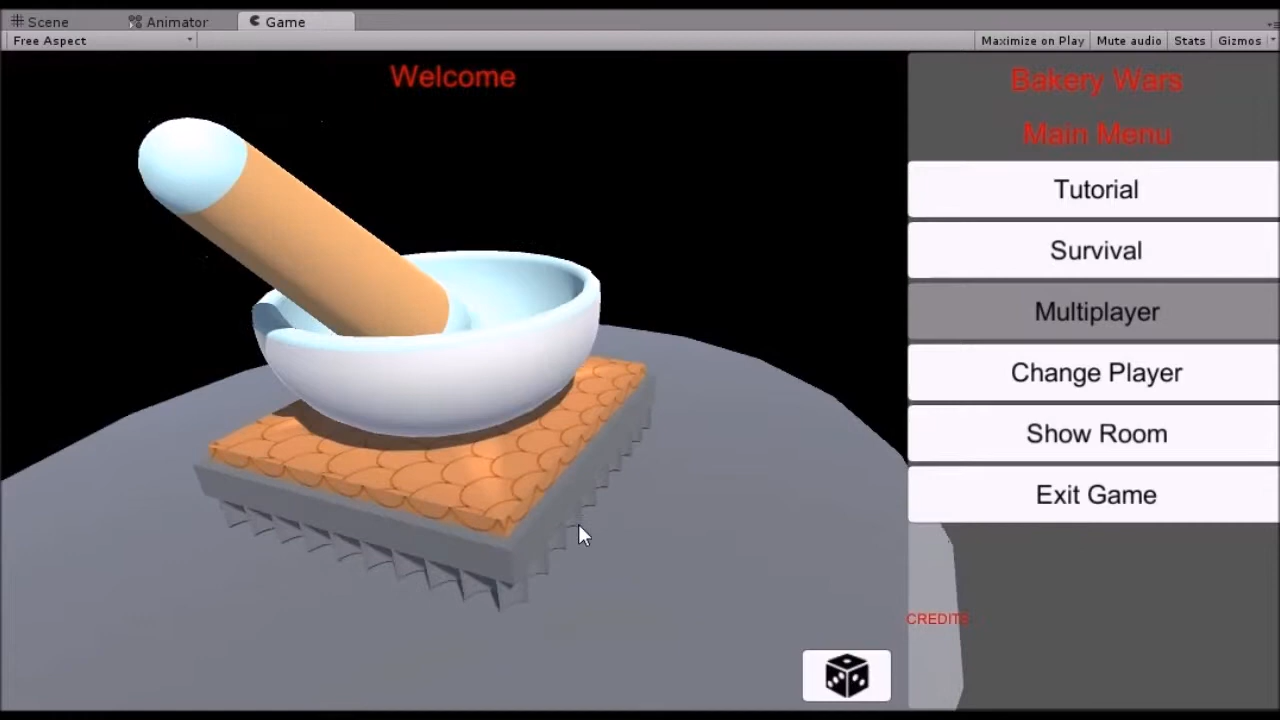 Scene
Animator
Game
Free Aspect
Maximize on Play
Mute audio
Stats
Gizmos
Welcome
Bakery Wars
Main Menu
Tutorial
Survival
Multiplayer
Change Player
Show Room
Exit Game
CREDITS